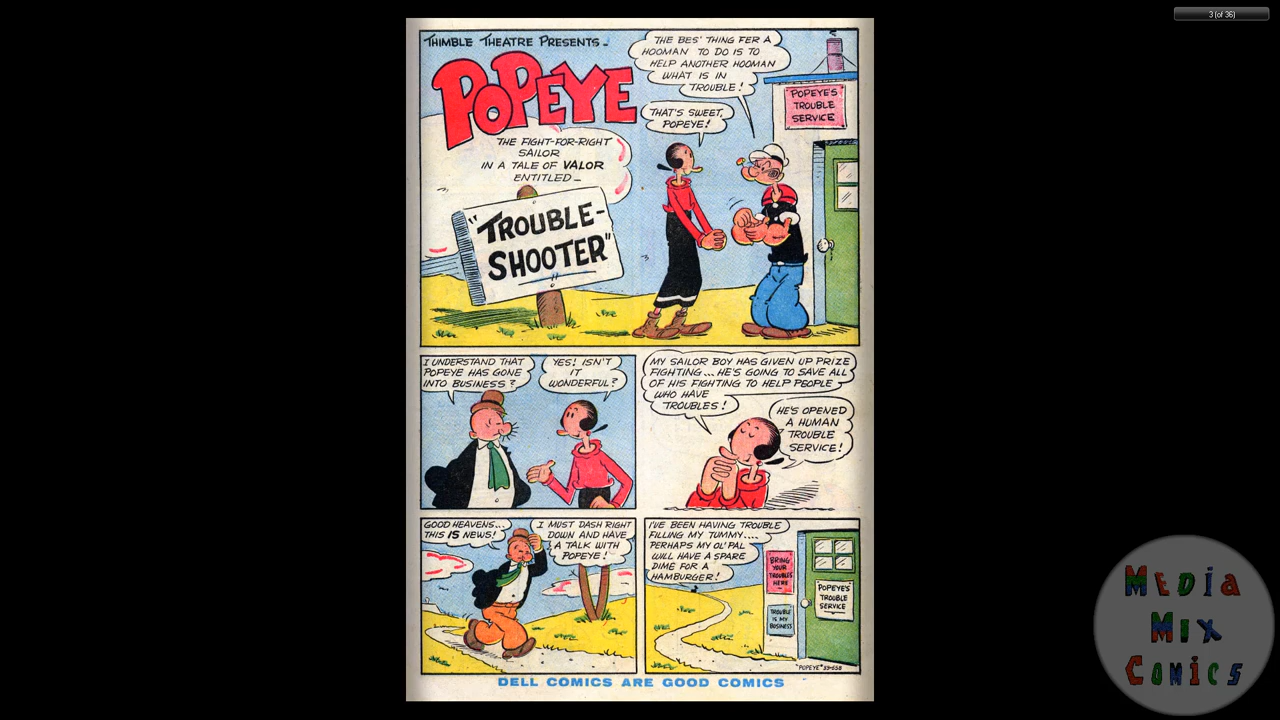 3 (of 36)
THIMBLE THEATRE PRESENTS_
POPEYE
THE FIGHT-FOR-RIGHT
SAILOR
IN A TALE OF VALOR
ENTITLED_
"TROUBLE-
SHOOTER"
THE BES' THING FER A
HOOMAN TO DO IS TO
HELP ANOTHER HOOMAN
WHAT IS IN
TROUBLE!
THAT'S SWEET,
POPEYE!
POPEYE'S
TROUBLE
SERVICE
I UNDERSTAND THAT
POPEYE HAS GONE
INTO BUSINESS?
YES! ISN'T
IT
WONDERFUL?
MY SAILOR BOY HAS GIVEN UP PRIZE
FIGHTING... HE'S GOING TO SAVE ALL
OF HIS FIGHTING TO HELP PEOPLE
WHO HAVE
TROUBLES!
HE'S OPENED
A HUMAN
TROUBLE
SERVICE!
GOOD HEAVENS...
THIS IS NEWS!
I MUST DASH RIGHT
DOWN AND HAVE
A TALK WITH
POPEYE!
I'VE BEEN HAVING TROUBLE
FILLING MY TUMMY....
PERHAPS MY OL' PAL
WILL HAVE A SPARE
DIME FOR A
HAMBURGER!
BRING
YOUR
TROUBLES
HERE
TROUBLE
IS MY
BUSINESS
POPEYE'S
TROUBLE
SERVICE
"POPEYE" 33-558
DELL COMICS ARE GOOD COMICS
MEDIA
MIX
COMICS